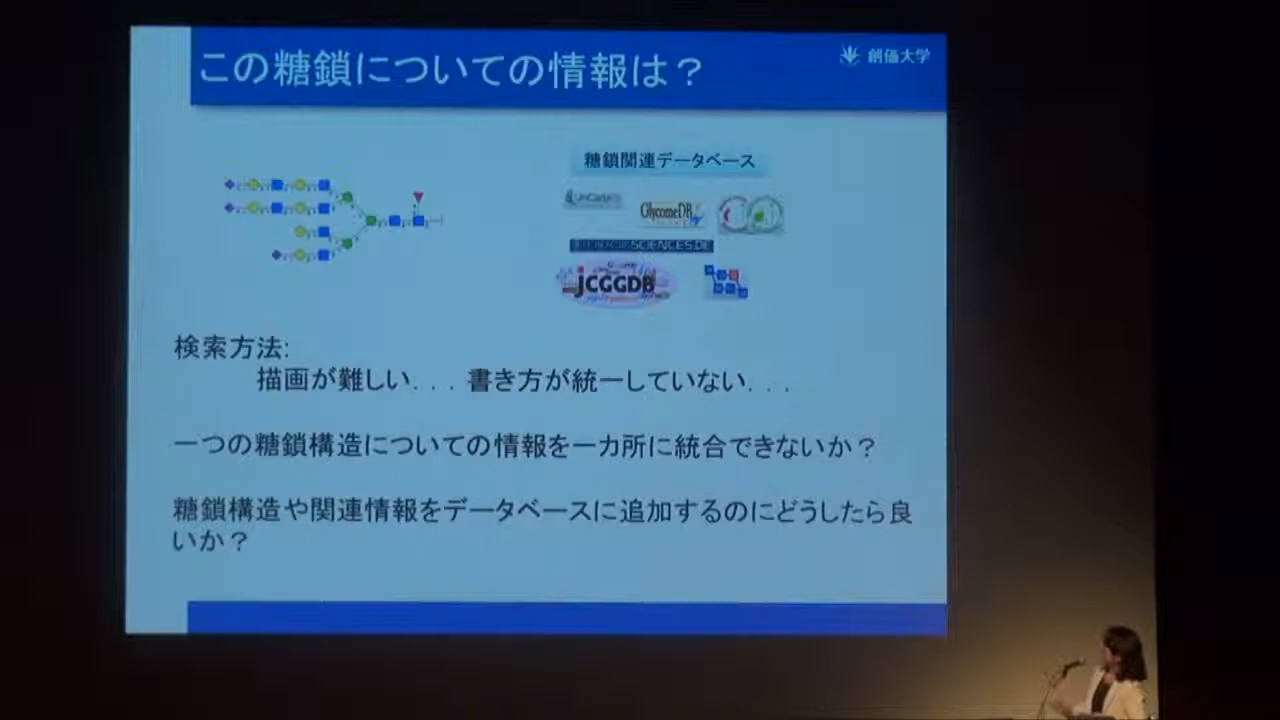 この糖鎖についての情報は？
創価大学
糖鎖関連データベース
UniCarb
GlycomeDB
SCIENCES.DE
JCGGDB
検索方法:
描画が難しい．．．書き方が統一していない．．．
一つの糖鎖構造についての情報を一カ所に統合できないか？
糖鎖構造や関連情報をデータベースに追加するのにどうしたら良
いか？